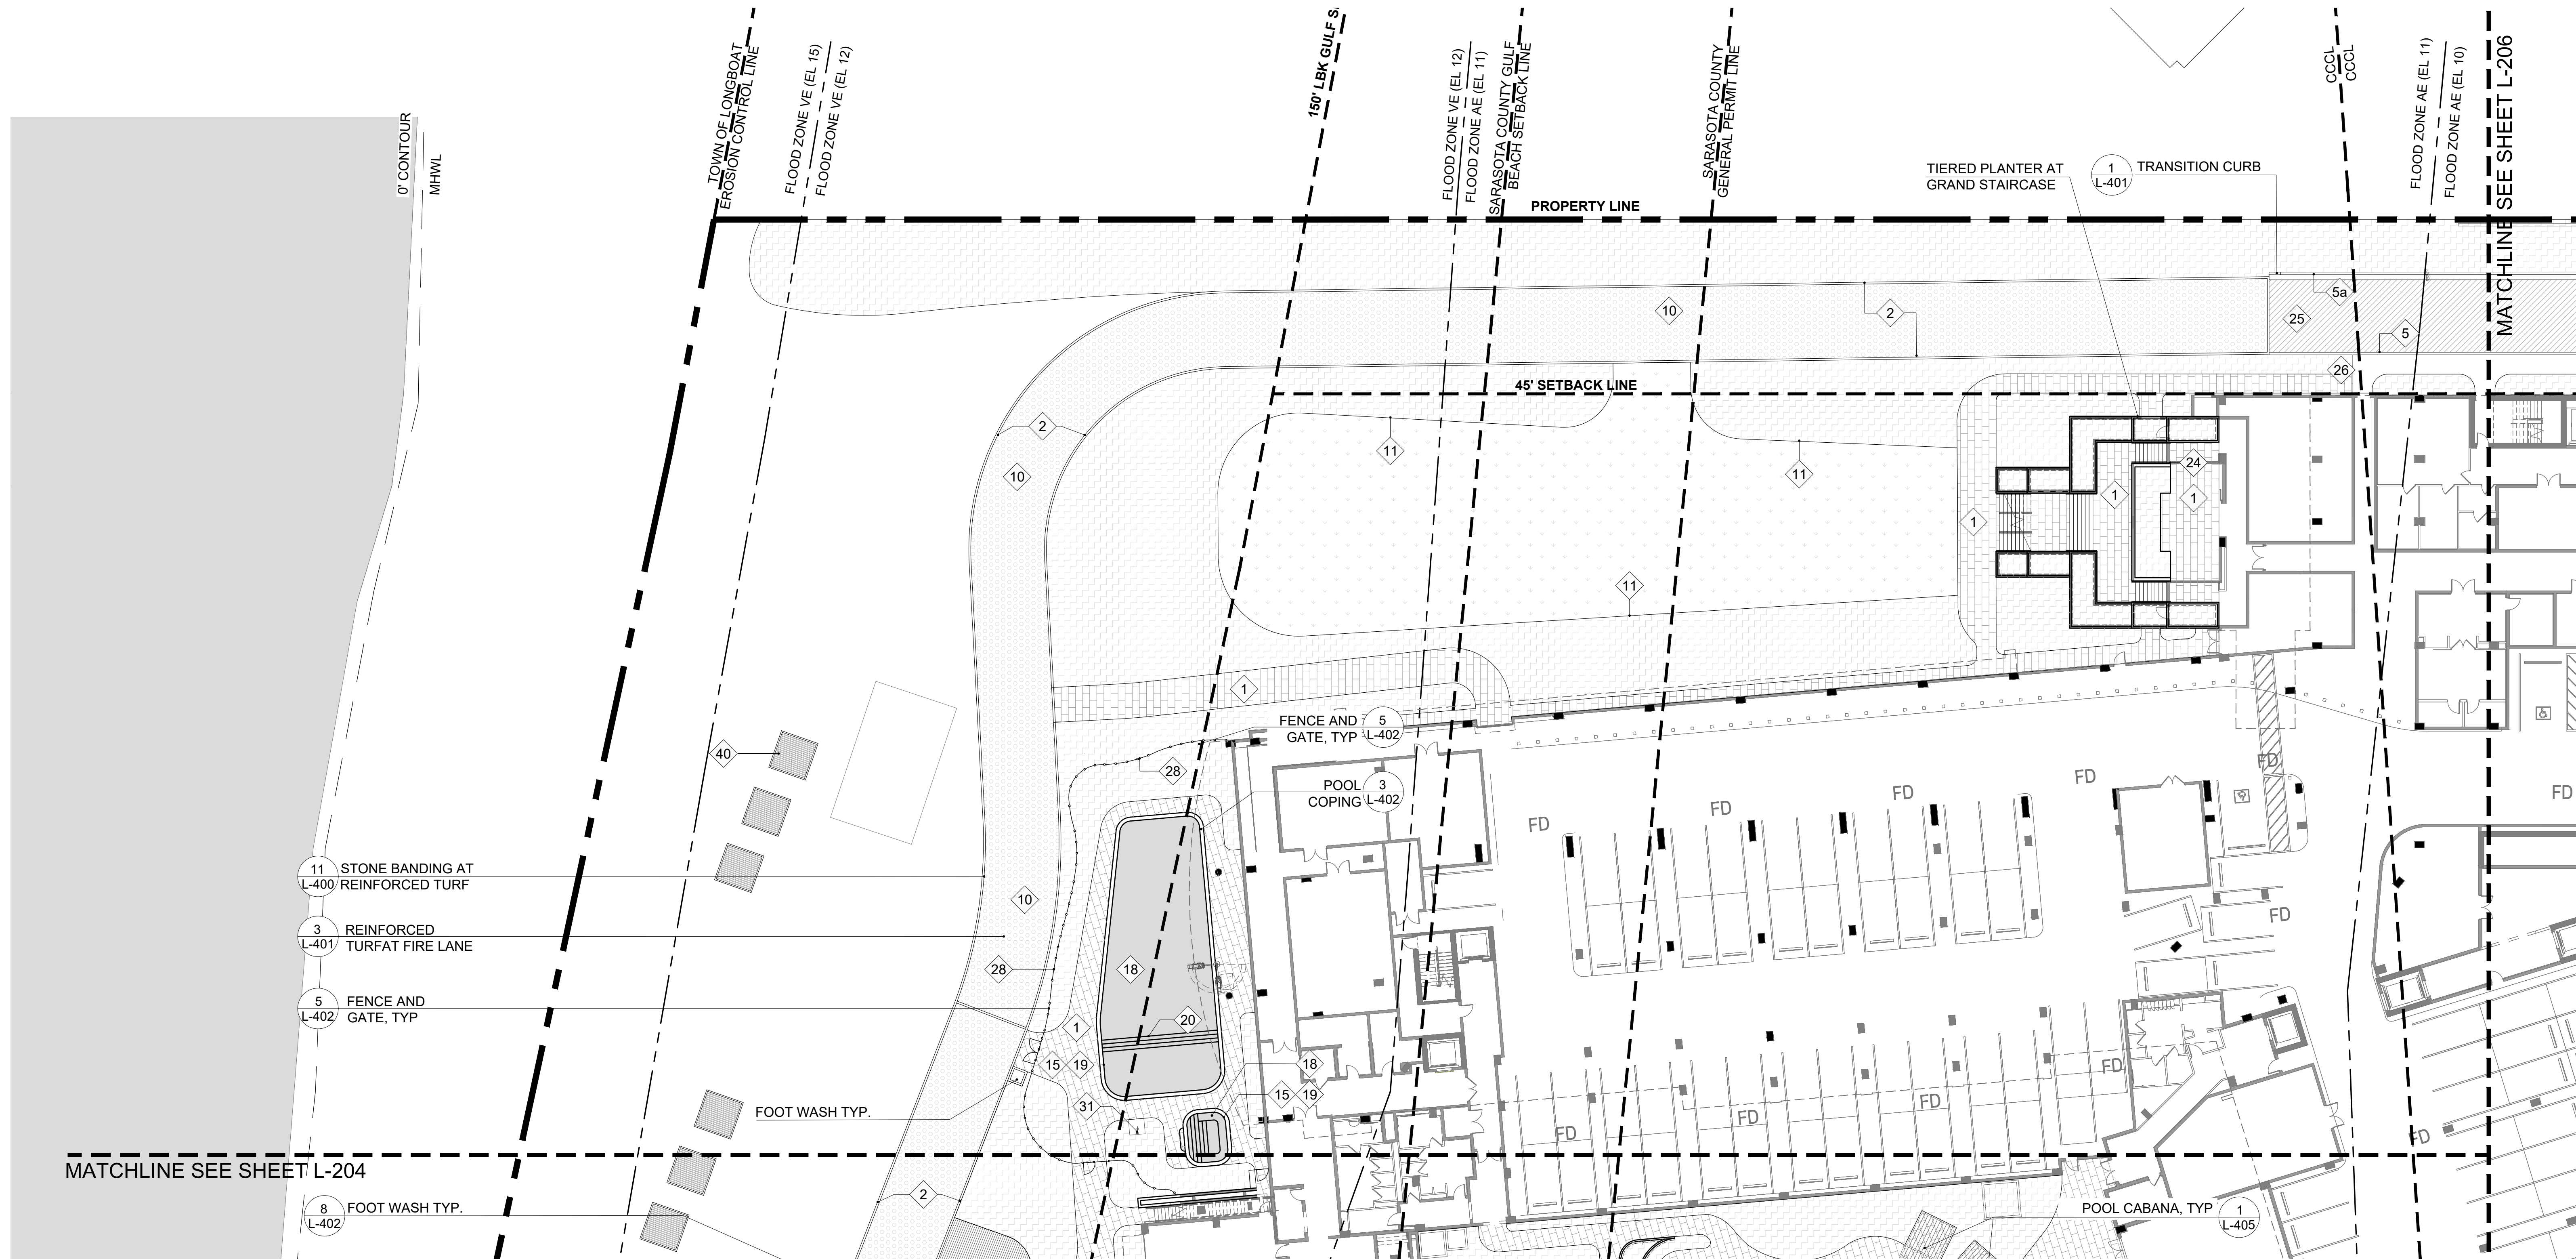 TOWN OF LONGBOAT
EROSION CONTROL LINE
FLOOD ZONE VE (EL 15)
FLOOD ZONE VE (EL 12)
150' LBK GULF
FLOOD ZONE VE (EL 12)
FLOOD ZONE AE (EL 11)
SARASOTA COUNTY GULF
BEACH SETBACK LINE
SARASOTA COUNTY
GENERAL PERMIT LINE
CCCL
CCCL
FLOOD ZONE AE (EL 11)
FLOOD ZONE AE (EL 10)
MATCHLINE SEE SHEET L-206
0' CONTOUR
MHWL
TIERED PLANTER AT
GRAND STAIRCASE
1
L-401
TRANSITION CURB
PROPERTY LINE
5a
10
2
25
5
26
45' SETBACK LINE
2
11
11
10
24
1
1
1
11
1
FENCE AND
GATE, TYP
5
L-402
40
28
POOL
COPING
3
L-402
FD
FD
FD
FD
FD
FD
11
L-400
STONE BANDING AT
REINFORCED TURF
10
FD
3
L-401
REINFORCED
TURFAT FIRE LANE
28
18
5
L-402
FENCE AND
GATE, TYP
20
1
15
19
18
15
19
31
FOOT WASH TYP.
FD
FD
FD
FD
FD
MATCHLINE SEE SHEET L-204
2
8
L-402
FOOT WASH TYP.
POOL CABANA, TYP
1
L-405